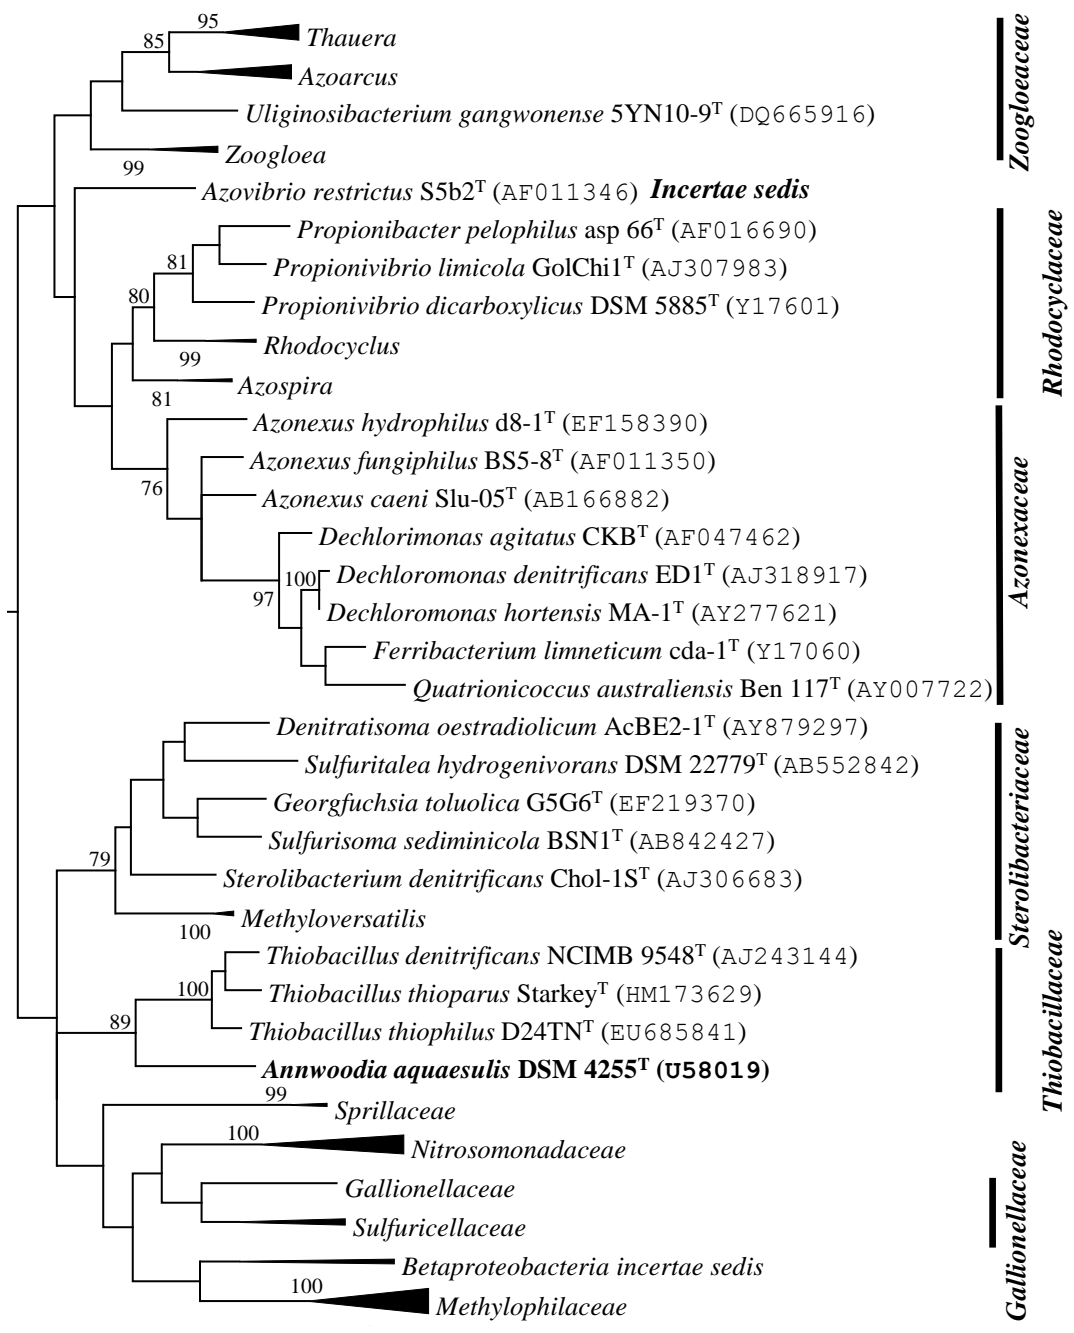 95
Thauera
85
Azoarcus
Uliginosibacterium gangwonense 5YN10-9T (DQ665916)
Zoogloea
99
Zoogloeaceae
Azovibrio restrictus S5b2T (AF011346) Incertae sedis
Propionibacter pelophilus asp 66T (AF016690)
81
Propionivibrio limicola GolChi1T (AJ307983)
80
Propionivibrio dicarboxylicus DSM 5885T (Y17601)
Rhodocyclus
99
Azospira
81
Rhodocyclaceae
Azonexus hydrophilus d8-1T (EF158390)
Azonexus fungiphilus BS5-8T (AF011350)
76
Azonexus caeni Slu-05T (AB166882)
Dechlorimonas agitatus CKBT (AF047462)
100
Dechloromonas denitrificans ED1T (AJ318917)
97
Dechloromonas hortensis MA-1T (AY277621)
Ferribacterium limneticum cda-1T (Y17060)
Quatrionicoccus australiensis Ben 117T (AY007722)
Azonexaceae
Denitratisoma oestradiolicum AcBE2-1T (AY879297)
Sulfuritalea hydrogenivorans DSM 22779T (AB552842)
Georgfuchsia toluolica G5G6T (EF219370)
Sulfurisoma sediminicola BSN1T (AB842427)
79
Sterolibacterium denitrificans Chol-1ST (AJ306683)
Methyloversatilis
100
Sterolibacteriaceae
Thiobacillus denitrificans NCIMB 9548T (AJ243144)
100
Thiobacillus thioparus StarkeyT (HM173629)
89
Thiobacillus thiophilus D24TNT (EU685841)
Annwoodia aquaesulis DSM 4255T (U58019)
Thiobacillaceae
99
Sprillaceae
100
Nitrosomonadaceae
Gallionellaceae
Sulfuricellaceae
Gallionellaceae
Betaproteobacteria incertae sedis
100
Methylophilaceae